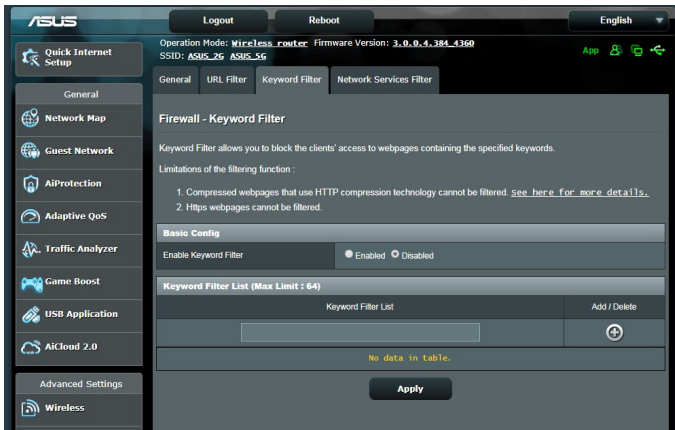 ASUS
Logout
Reboot
English
Quick Internet
Setup
Operation Mode: Wireless router Firmware Version: 3.0.0.4.384_4360
SSID: ASUS_2G ASUS_5G
App
General
URL Filter
Keyword Filter
Network Services Filter
General
Network Map
Guest Network
AiProtection
Adaptive QoS
Traffic Analyzer
Game Boost
USB Application
AiCloud 2.0
Advanced Settings
Wireless
Firewall - Keyword Filter
Keyword Filter allows you to block the clients' access to webpages containing the specified keywords.
Limitations of the filtering function :
1. Compressed webpages that use HTTP compression technology cannot be filtered. See here for more details.
2. Https webpages cannot be filtered.
Basic Config
Enable Keyword Filter
Enabled Disabled
Keyword Filter List (Max Limit : 64)
Keyword Filter List
Add / Delete
No data in table.
Apply